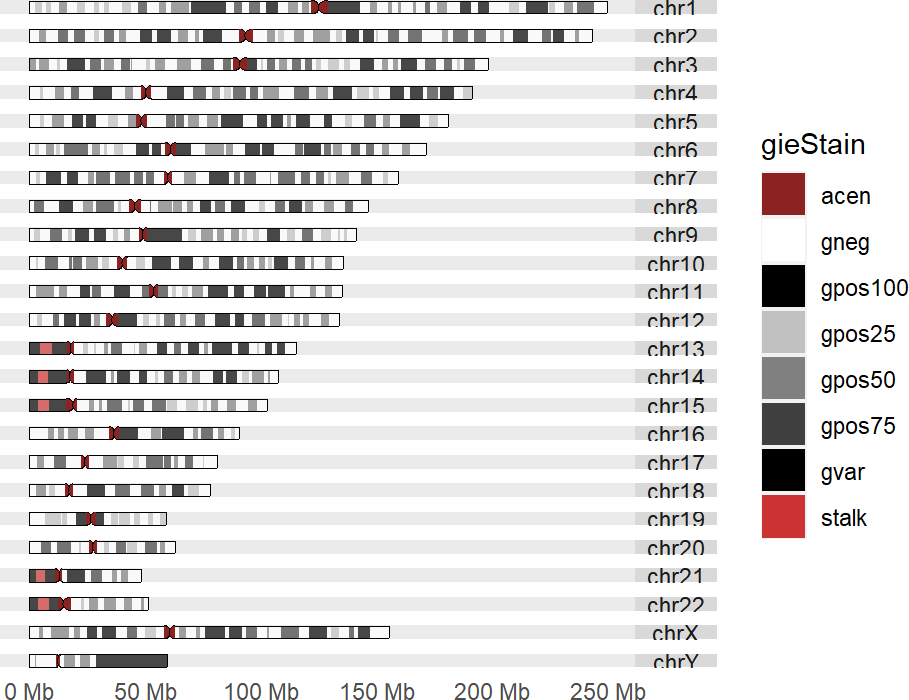 chr1
chr2
chr3
chr4
chr5
chr6
chr7
chr8
chr9
chr10
chr11
chr12
chr13
chr14
chr15
chr16
chr17
chr18
chr19
chr20
chr21
chr22
chrX
chrY
0 Mb 50 Mb 100 Mb 150 Mb 200 Mb 250 Mb
gieStain
acen
gneg
gpos100
gpos25
gpos50
gpos75
gvar
stalk